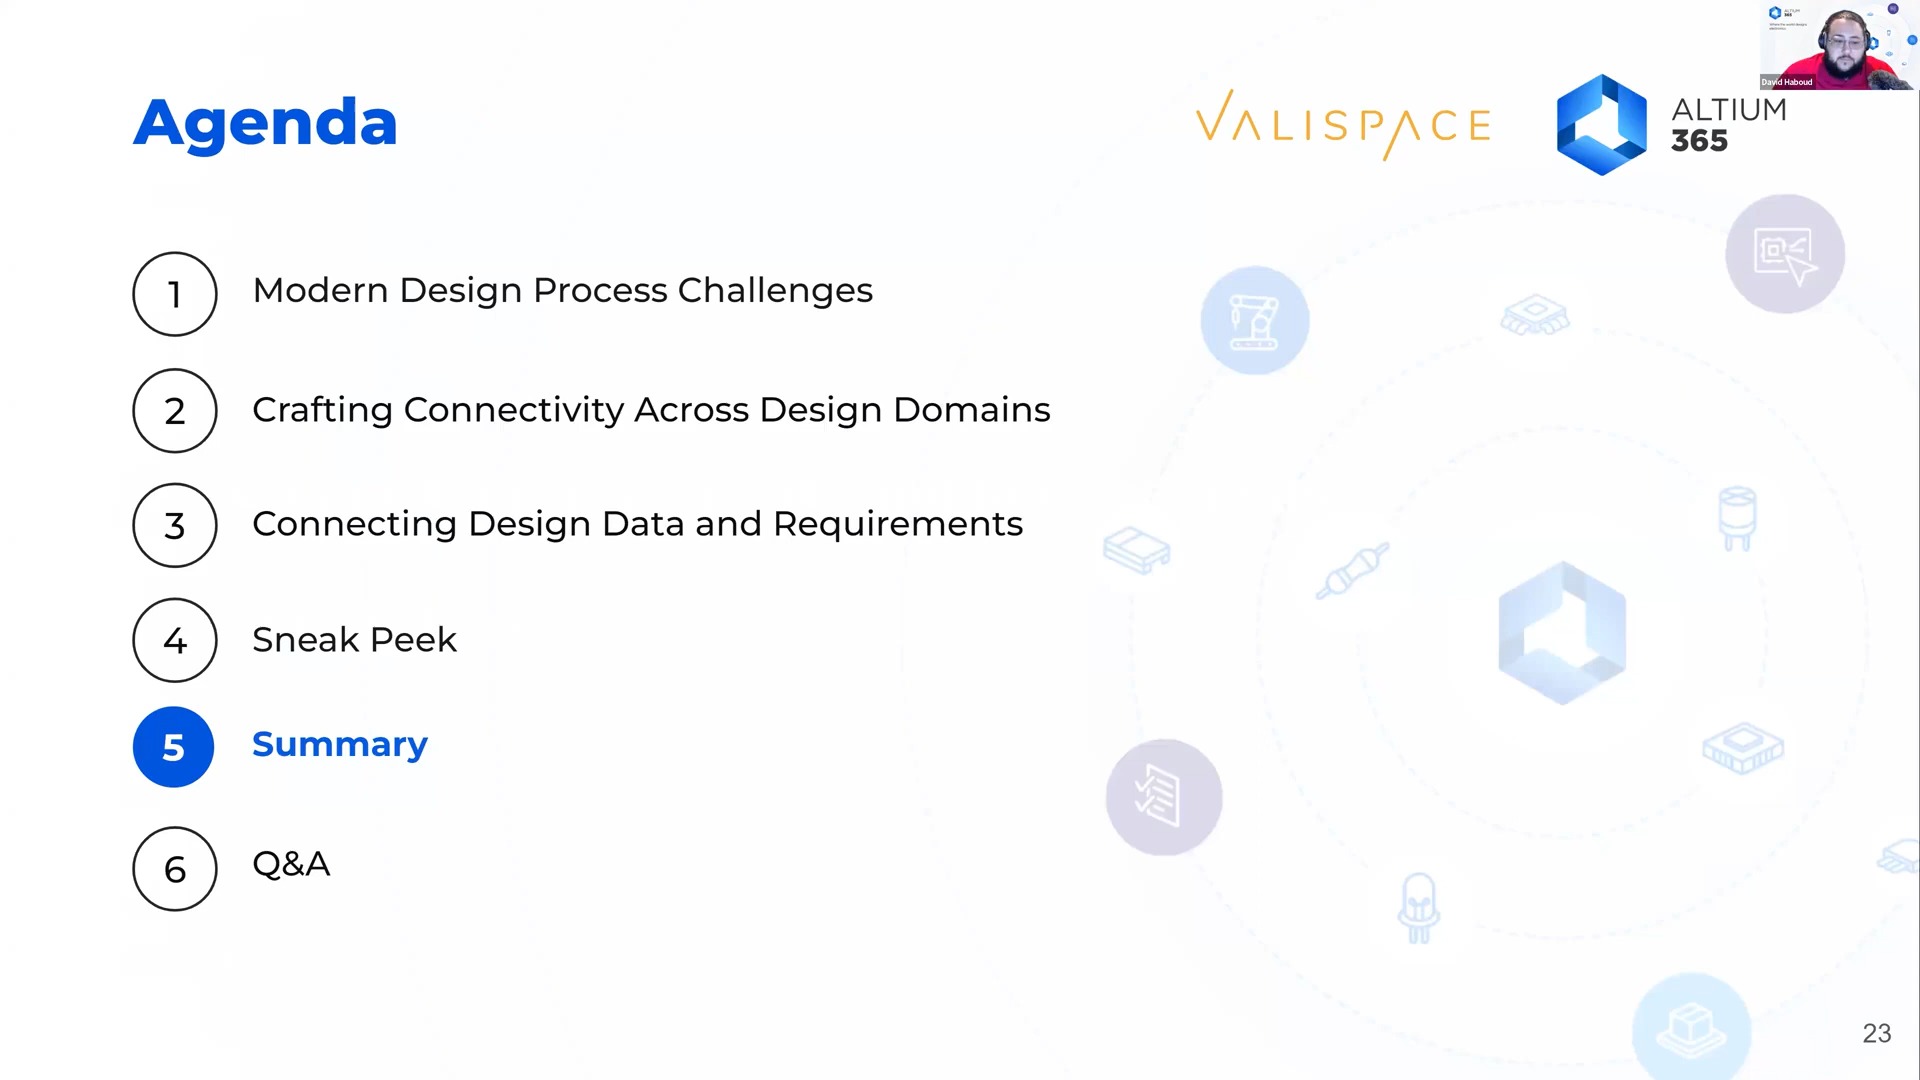 David Haboud
Agenda
VALISPACE
ALTIUM
365
1 Modern Design Process Challenges
2 Crafting Connectivity Across Design Domains
3 Connecting Design Data and Requirements
4 Sneak Peek
5 Summary
6 Q&A
23